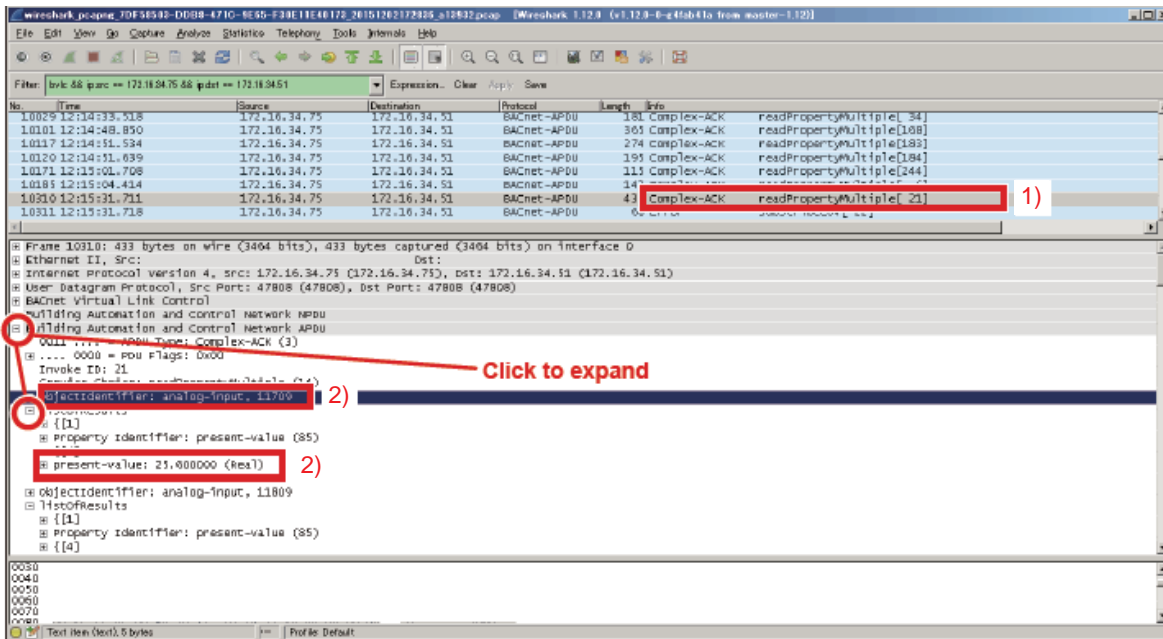 wireshark_pcapng_7DF58503-DDB8-471C-9E65-F38E11E40173_20151202172836_a13932.pcap [Wireshark 1.12.0 (v1.12.0-0-g4fab41a from master-1.12)]
File Edit View Go Capture Analyze Statistics Telephony Tools Internals Help
Filter: bvlc && ip.src == 172.16.34.75 && ip.dst == 172.16.34.51 Expression... Clear Apply Save
No. Time Source Destination Protocol Length Info
10029 12:14:33.518 172.16.34.75 172.16.34.51 BACnet-APDU 181 Complex-ACK readPropertyMultiple[ 34]
10101 12:14:48.850 172.16.34.75 172.16.34.51 BACnet-APDU 365 Complex-ACK readPropertyMultiple[168]
10117 12:14:51.534 172.16.34.75 172.16.34.51 BACnet-APDU 274 Complex-ACK readPropertyMultiple[183]
10120 12:14:51.639 172.16.34.75 172.16.34.51 BACnet-APDU 195 Complex-ACK readPropertyMultiple[184]
10171 12:15:01.708 172.16.34.75 172.16.34.51 BACnet-APDU 115 Complex-ACK readPropertyMultiple[244]
10185 12:15:04.414 172.16.34.75 172.16.34.51 BACnet-APDU
10310 12:15:31.711 172.16.34.75 172.16.34.51 BACnet-APDU 43 Complex-ACK readPropertyMultiple[ 21] 1)
10311 12:15:31.718 172.16.34.75 172.16.34.51 BACnet-APDU
Frame 10310: 433 bytes on wire (3464 bits), 433 bytes captured (3464 bits) on interface 0
Ethernet II, Src: Dst:
Internet Protocol Version 4, Src: 172.16.34.75 (172.16.34.75), Dst: 172.16.34.51 (172.16.34.51)
User Datagram Protocol, Src Port: 47808 (47808), Dst Port: 47808 (47808)
BACnet Virtual Link Control
Building Automation and Control Network NPDU
Building Automation and Control Network APDU
0011 .... = APDU Type: Complex-ACK (3)
.... 0000 = PDU Flags: 0x00
Invoke ID: 21
Service Choice: readPropertyMultiple (14)
Click to expand
ObjectIdentifier: analog-input, 11709 2)
listOfResults
{[1]
Property Identifier: present-value (85)
present-value: 25.000000 (Real) 2)
ObjectIdentifier: analog-input, 11809
listOfResults
{[1]
Property Identifier: present-value (85)
{[4]
0030
0040
0050
0060
0070
0080
Text item (text), 5 bytes Profile: Default